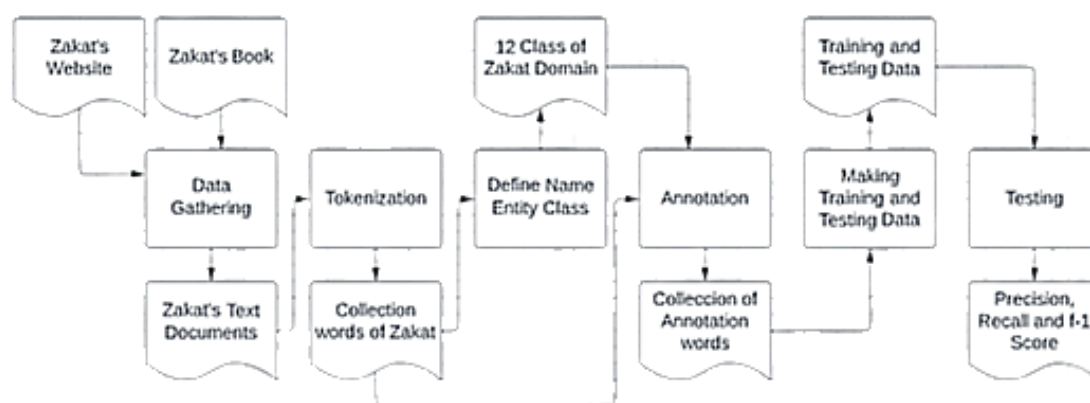 Zakat's
Website
Zakat's Book
12 Class of
Zakat Domain
Training and
Testing Data
Data
Gathering
Tokenization
Define Name
Entity Class
Annotation
Making
Training and
Testing Data
Testing
Zakat's Text
Documents
Collection
words of Zakat
Colleccion of
Annotation
words
Precision,
Recall and f-1
Score